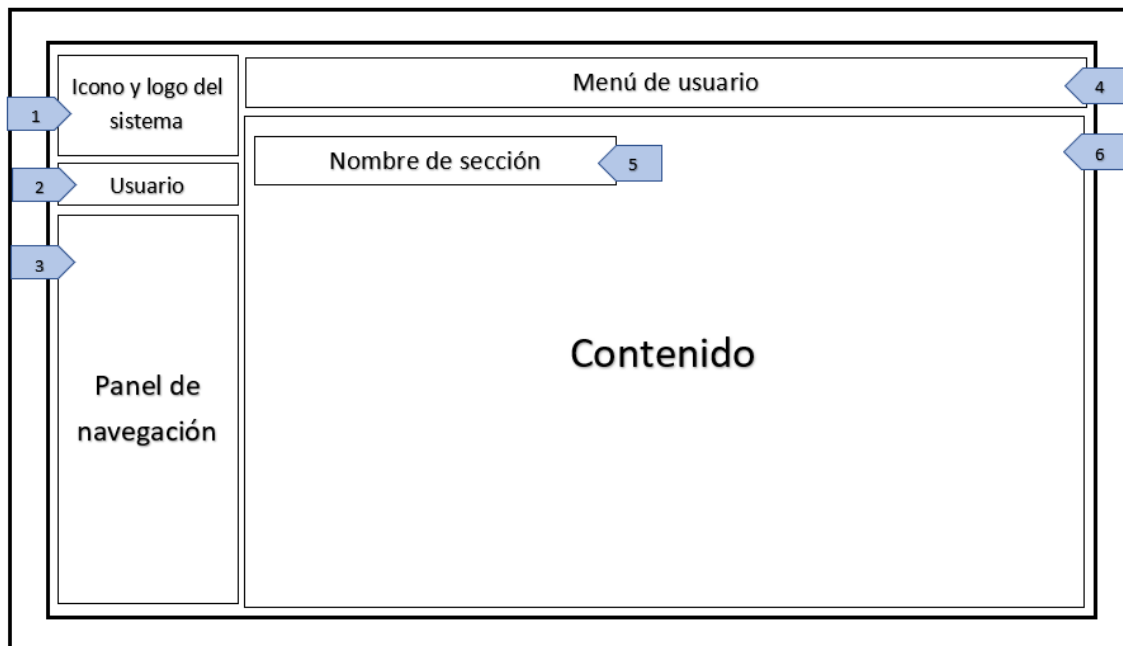 Icono y logo del
sistema
1
Menú de usuario
4
Nombre de sección
5
6
Usuario
2
3
Panel de
navegación
Contenido